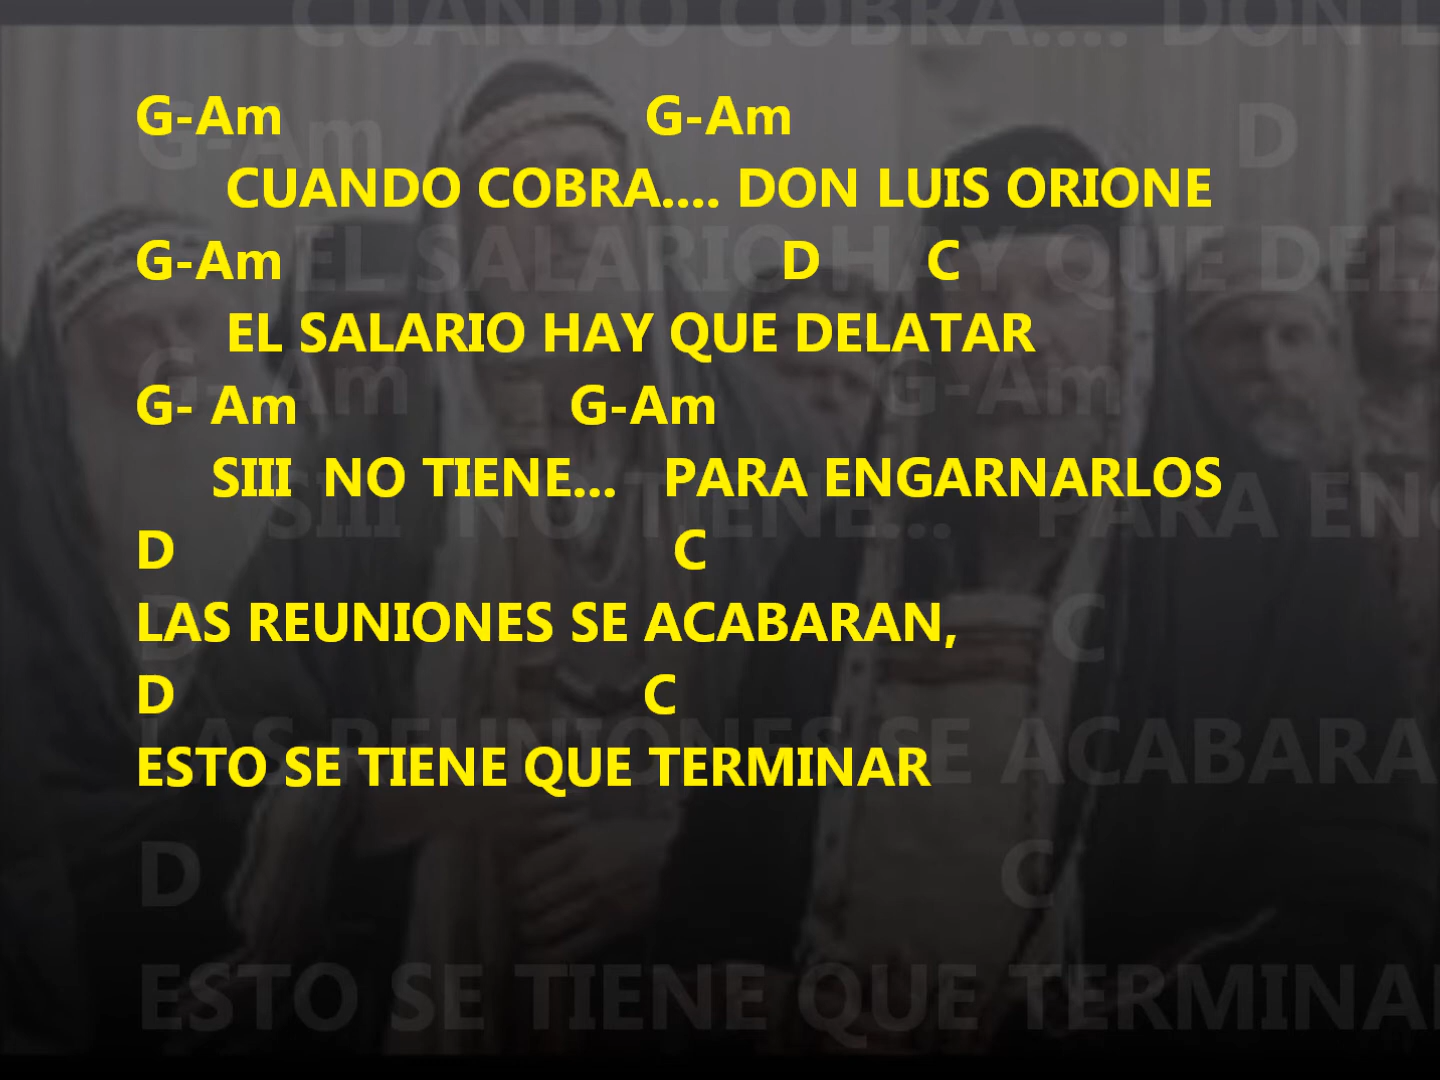 G-Am G-Am
CUANDO COBRA.... DON LUIS ORIONE
G-Am D C
EL SALARIO HAY QUE DELATAR
G- Am G-Am
SIII NO TIENE... PARA ENGARNARLOS
D C
LAS REUNIONES SE ACABARAN,
D C
ESTO SE TIENE QUE TERMINAR